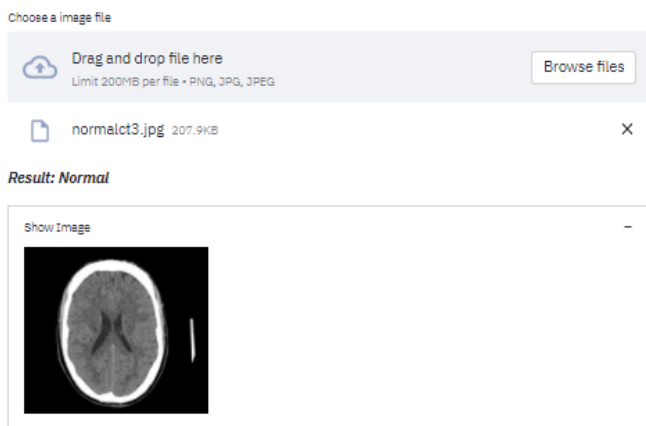 Choose a image file
Drag and drop file here
Limit 200MB per file • PNG, JPG, JPEG
Browse files
normalct3.jpg 207.9KB
Result: Normal
Show Image